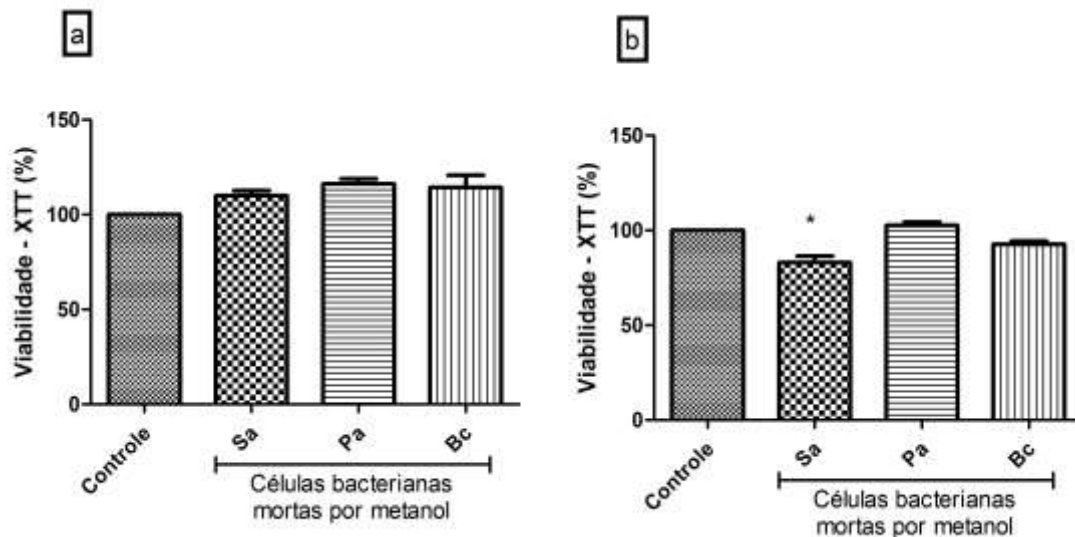 a
Viabilidade - XTT (%)
150
100
50
0
Controle
Sa
Pa
Bc
Células bacterianas
mortas por metanol
b
Viabilidade - XTT (%)
150
100
50
0
*
Controle
Sa
Pa
Bc
Células bacterianas
mortas por metanol